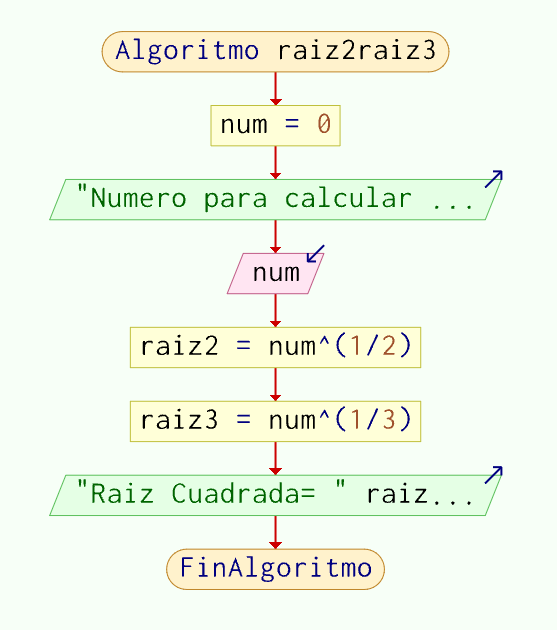 Algoritmo raiz2raiz3
num = 0
"Numero para calcular ...
num
raiz2 = num^(1/2)
raiz3 = num^(1/3)
"Raiz Cuadrada= " raiz...
FinAlgoritmo